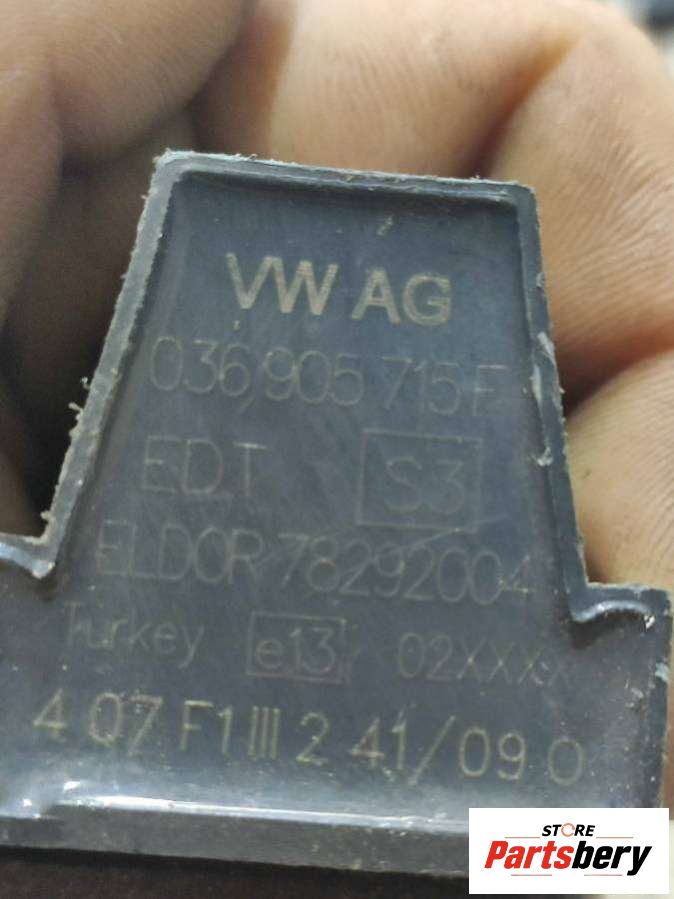 VW AG
036 905 715F
EDT S3
ELDOR 78292004
Turkey e13 02XXXX
4 07 F1 III 2 41/09 0
STORE
Partsbery